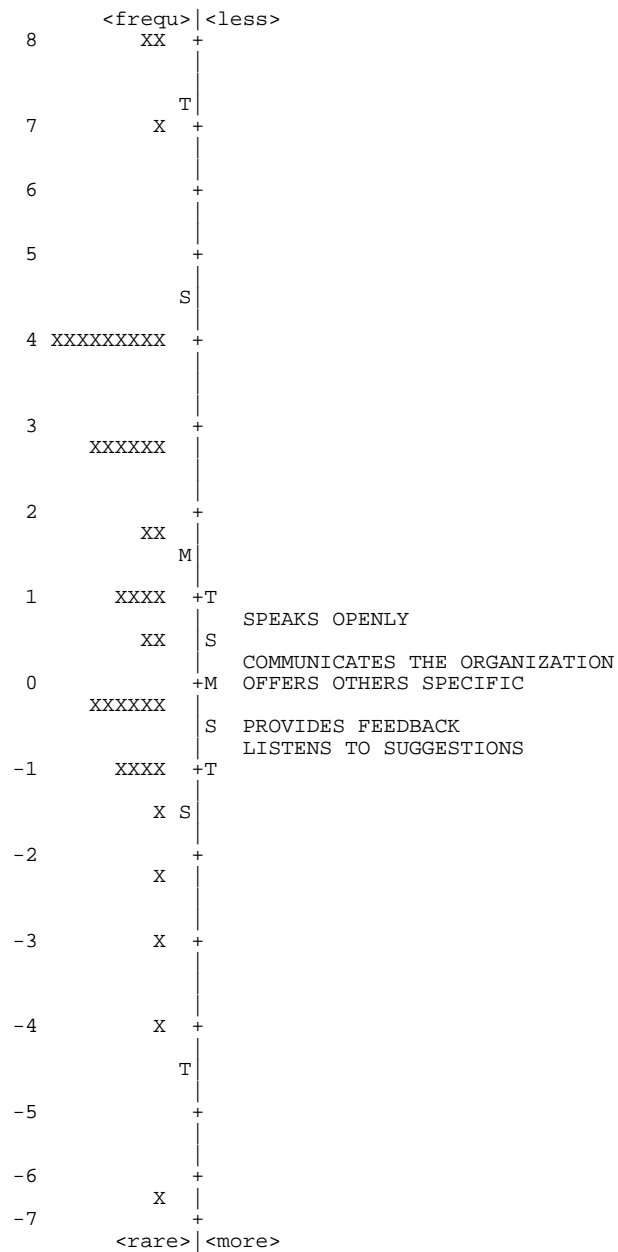 <frequ>|<less>
8 XX +
|
|
T|
7 X +
|
|
6 +
|
|
5 +
|
S|
|
4 XXXXXXXXX +
|
|
|
3 +
XXXXXX |
|
|
2 +
XX |
M|
|
1 XXXX +T
| SPEAKS OPENLY
XX |S
| COMMUNICATES THE ORGANIZATION
0 +M OFFERS OTHERS SPECIFIC
XXXXXX |
|S PROVIDES FEEDBACK
| LISTENS TO SUGGESTIONS
-1 XXXX +T
|
X S|
|
-2 +
X |
|
|
-3 X +
|
|
|
-4 X +
|
T|
|
-5 +
|
|
-6 +
X |
-7 +
<rare>|<more>